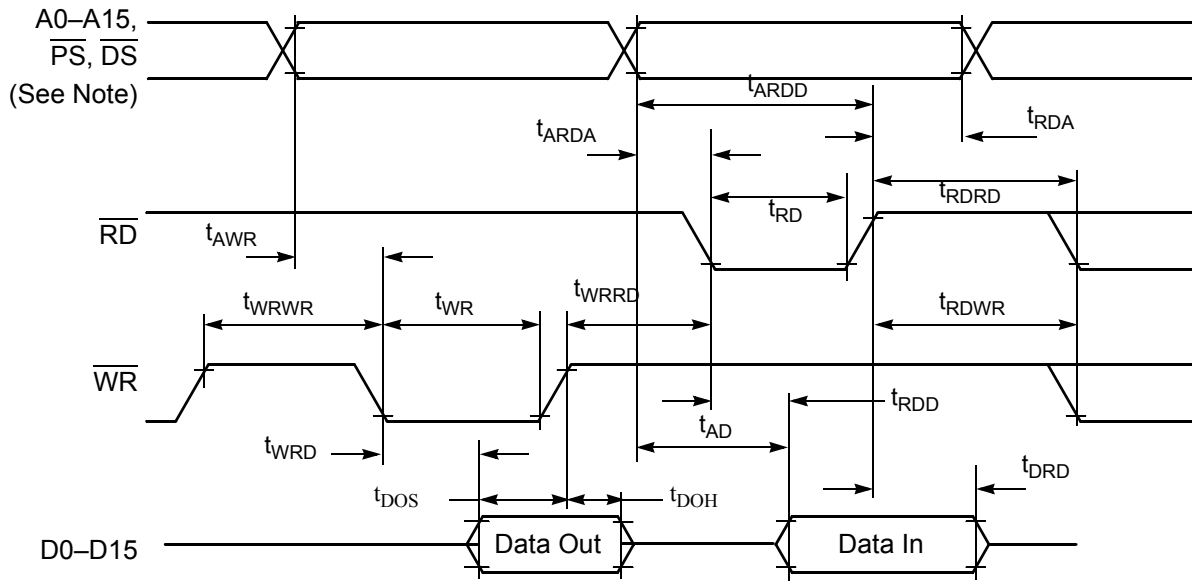 A0–A15,
PS, DS
(See Note)
tARDD
tARDA
tRDA
tRDRD
tRD
RD
tAWR
tWRWR
tWR
tWRRD
tRDWR
WR
tRDD
tAD
tWRD
tDRD
tDOS
tDOH
D0–D15
Data Out
Data In